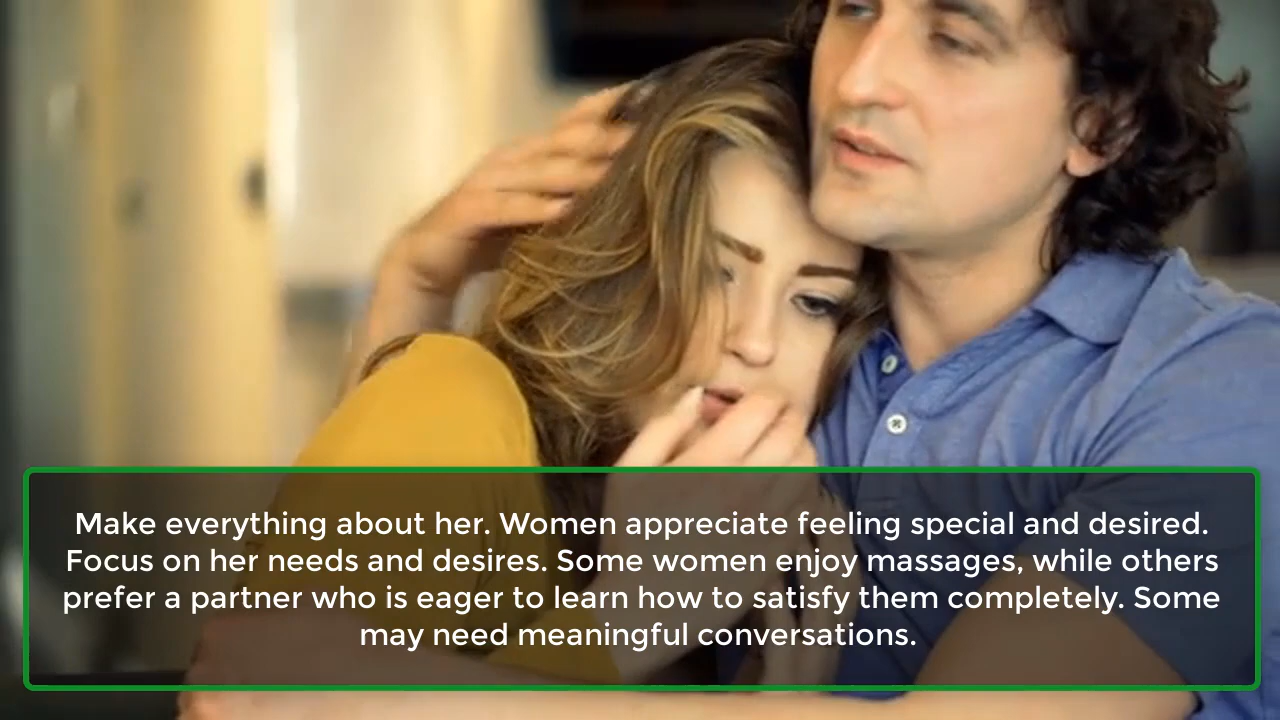 Make everything about her. Women appreciate feeling special and desired.
Focus on her needs and desires. Some women enjoy massages, while others
prefer a partner who is eager to learn how to satisfy them completely. Some
may need meaningful conversations.